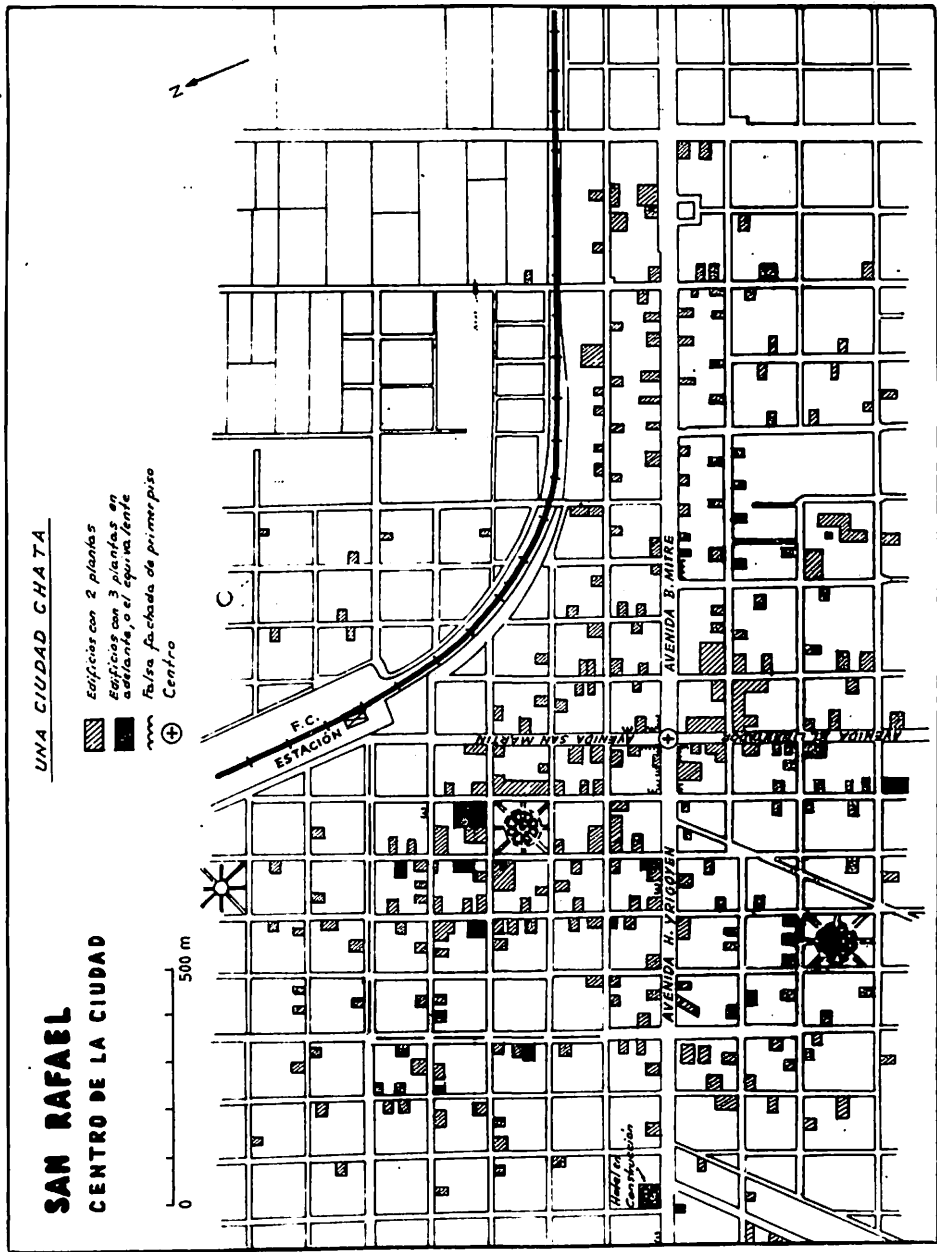 SAN RAFAEL
CENTRO DE LA CIUDAD
0
500 m
UNA CIUDAD CHATA
Edificios con 2 plantas
Edificios con 3 plantas en
adelante, o el equivalente
Falsa fachada de primer piso
Centro
N
F.C.
ESTACIÓN
AVENIDA SAN MARTIN
AVENIDA B. MITRE
AVENIDA H. YRIGOYEN
AVENIDA EL
Hotel en
Construcción